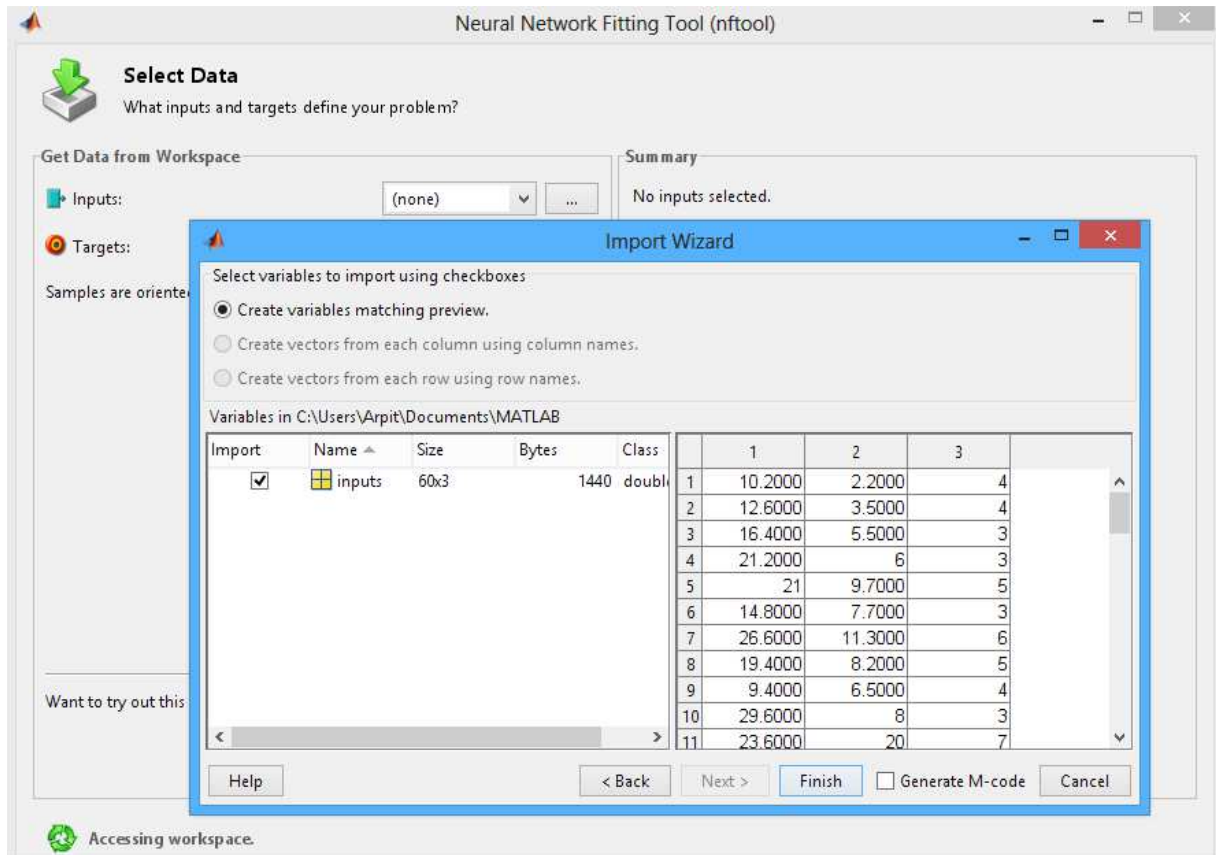 Neural Network Fitting Tool (nftool)
Select Data
What inputs and targets define your problem?
Get Data from Workspace
Summary
Inputs:
(none)
...
No inputs selected.
Targets:
Samples are oriente
Import Wizard
Select variables to import using checkboxes
Create variables matching preview.
Create vectors from each column using column names.
Create vectors from each row using row names.
Variables in C:\Users\Arpit\Documents\MATLAB
Import Name Size Bytes Class
inputs 60x3 1440 doubl
1 2 3
1 10.2000 2.2000 4
2 12.6000 3.5000 4
3 16.4000 5.5000 3
4 21.2000 6 3
5 21 9.7000 5
6 14.8000 7.7000 3
7 26.6000 11.3000 6
8 19.4000 8.2000 5
9 9.4000 6.5000 4
10 29.6000 8 3
11 23.6000 20 7
Want to try out this
Help
< Back
Next >
Finish
Generate M-code
Cancel
Accessing workspace.